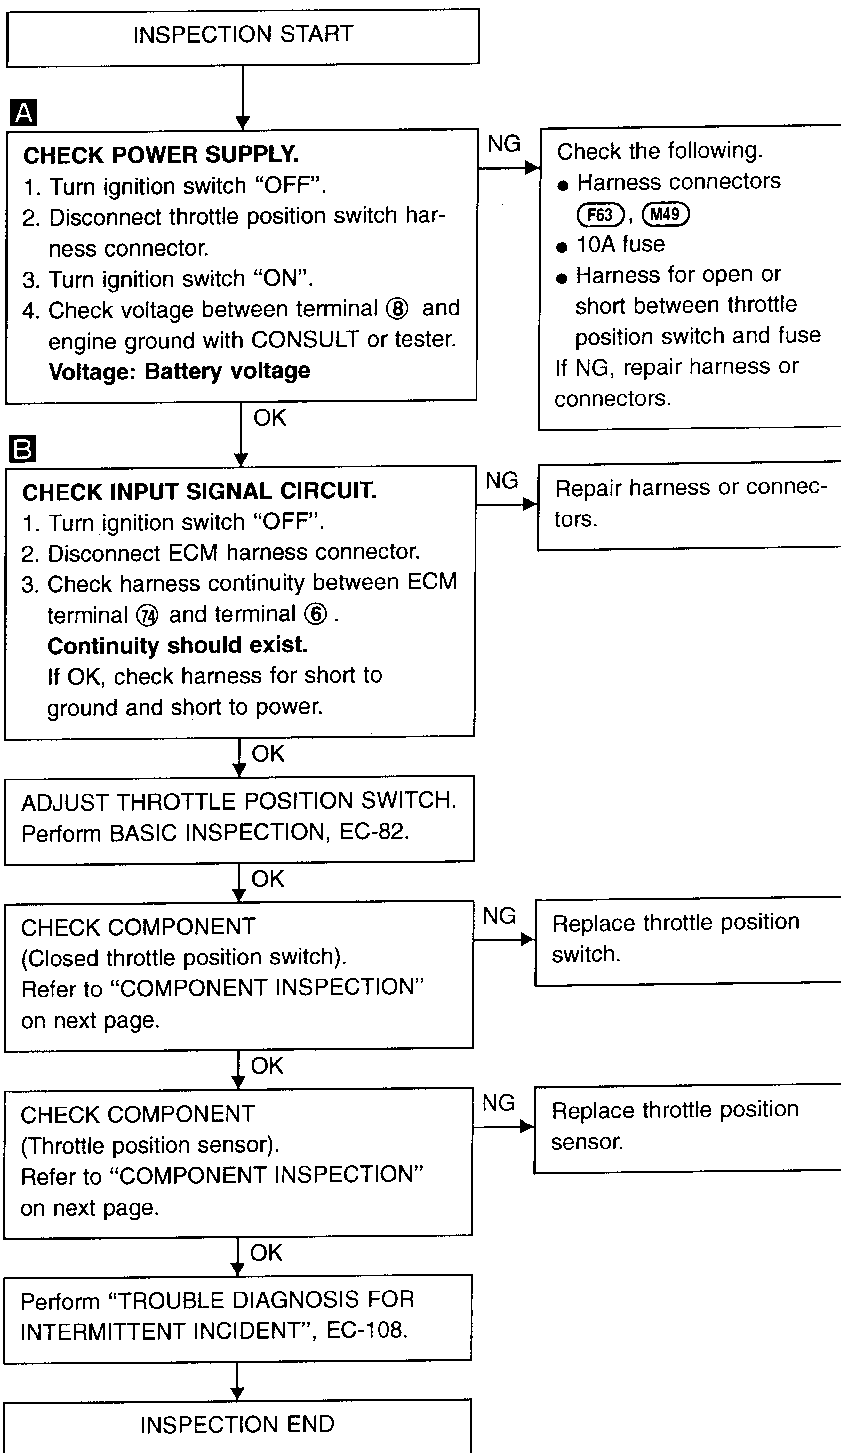 INSPECTION START
A
CHECK POWER SUPPLY.
1. Turn ignition switch “OFF”.
2. Disconnect throttle position switch har-
ness connector.
3. Turn ignition switch “ON”.
4. Check voltage between terminal ⑧ and
engine ground with CONSULT or tester.
Voltage: Battery voltage
NG
Check the following.
● Harness connectors
F63, M49
● 10A fuse
● Harness for open or
short between throttle
position switch and fuse
If NG, repair harness or
connectors.
OK
B
CHECK INPUT SIGNAL CIRCUIT.
1. Turn ignition switch “OFF”.
2. Disconnect ECM harness connector.
3. Check harness continuity between ECM
terminal 74 and terminal ⑥ .
Continuity should exist.
If OK, check harness for short to
ground and short to power.
NG
Repair harness or connec-
tors.
OK
ADJUST THROTTLE POSITION SWITCH.
Perform BASIC INSPECTION, EC-82.
OK
CHECK COMPONENT
(Closed throttle position switch).
Refer to “COMPONENT INSPECTION”
on next page.
NG
Replace throttle position
switch.
OK
CHECK COMPONENT
(Throttle position sensor).
Refer to “COMPONENT INSPECTION”
on next page.
NG
Replace throttle position
sensor.
OK
Perform “TROUBLE DIAGNOSIS FOR
INTERMITTENT INCIDENT”, EC-108.
INSPECTION END